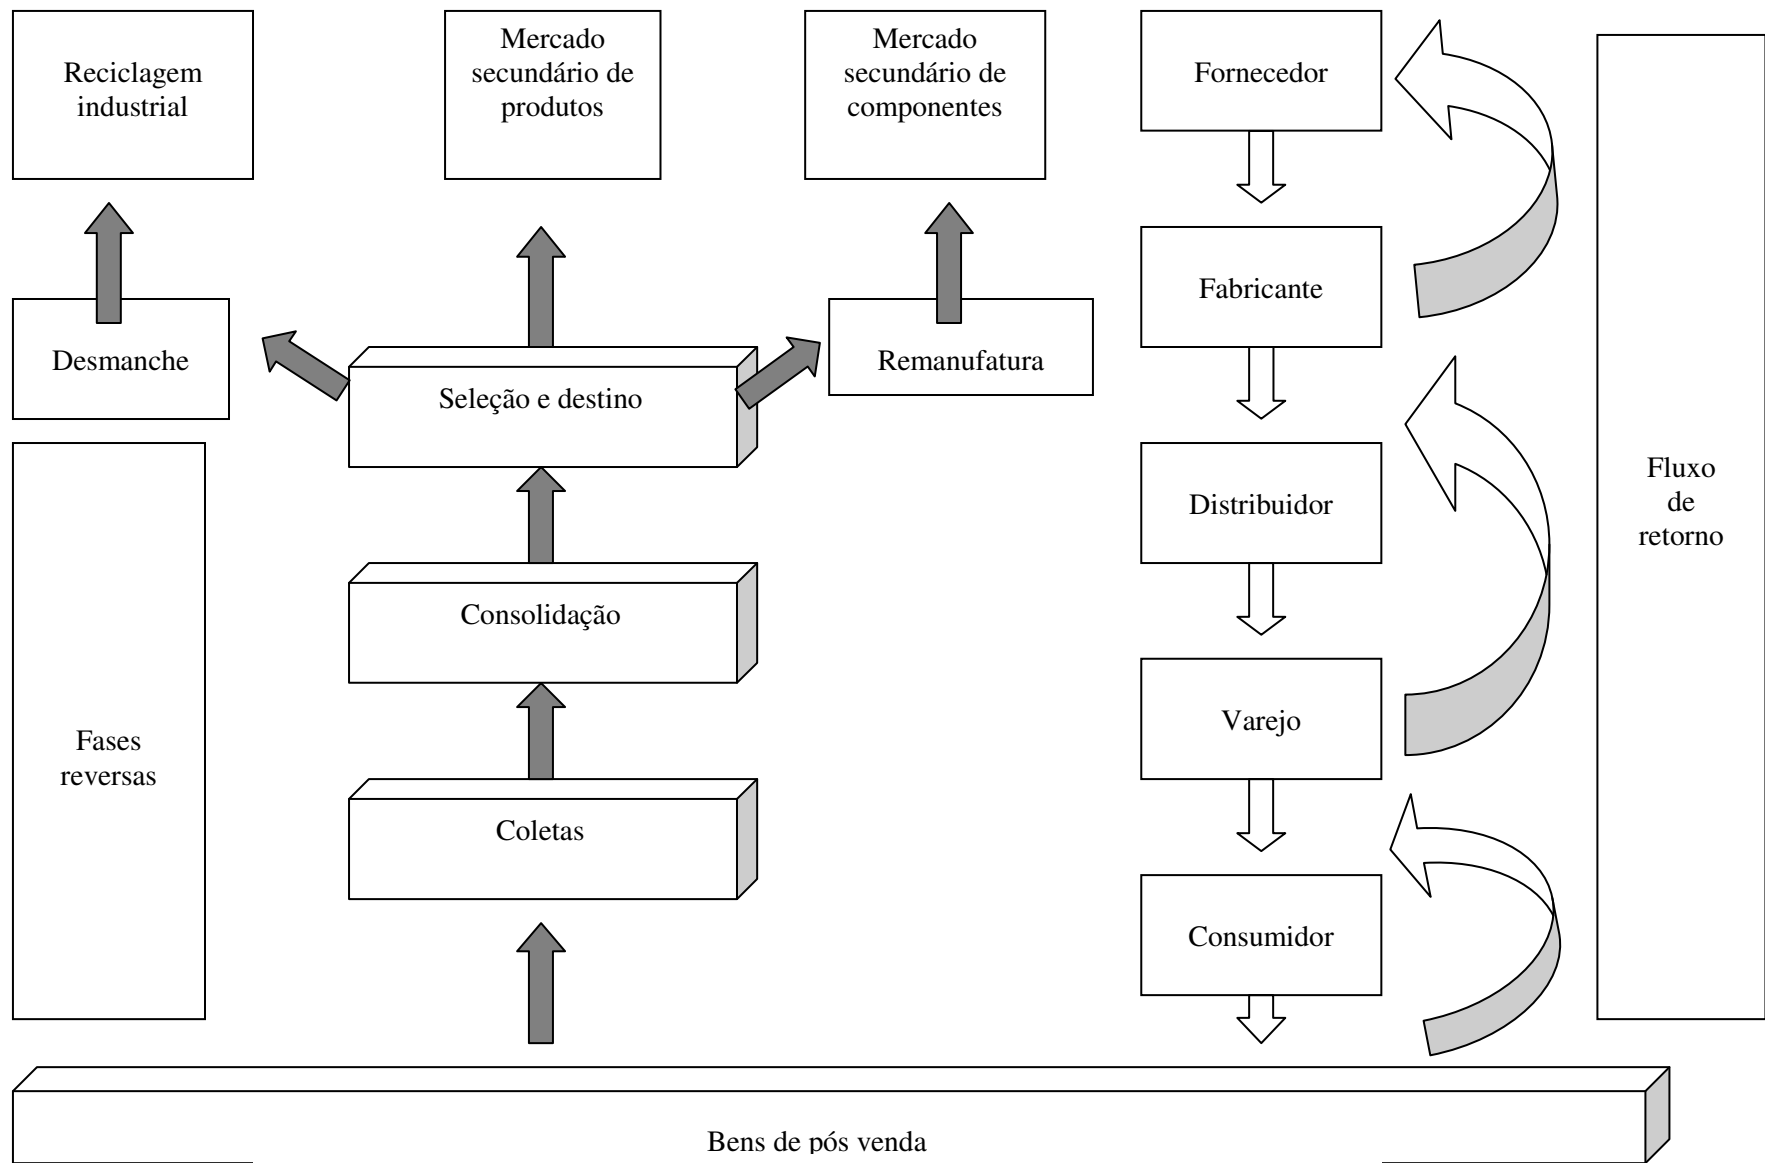 Reciclagem
industrial
Mercado
secundário de
produtos
Mercado
secundário de
componentes
Fornecedor
Fabricante
Desmanche
Seleção e destino
Remanufatura
Distribuidor
Fluxo
de
retorno
Consolidação
Varejo
Fases
reversas
Coletas
Consumidor
Bens de pós venda